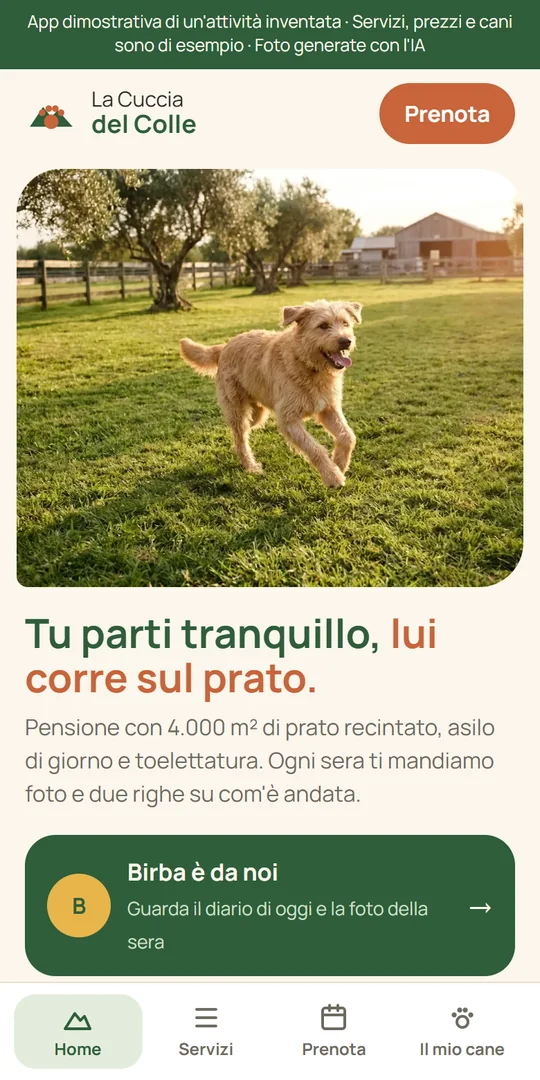 App dimostrativa di un'attività inventata · Servizi, prezzi e cani
sono di esempio · Foto generate con l'IA
La Cuccia
del Colle
Prenota
Tu parti tranquillo, lui
corre sul prato.
Pensione con 4.000 m² di prato recintato, asilo
di giorno e toelettatura. Ogni sera ti mandiamo
foto e due righe su com'è andata.
B
Birba è da noi
Guarda il diario di oggi e la foto della
sera
Home
Servizi
Prenota
Il mio cane